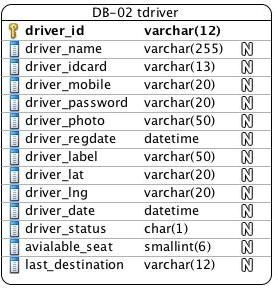 DB-02 tdriver
driver_id varchar(12)
driver_name varchar(255) N
driver_idcard varchar(13) N
driver_mobile varchar(20) N
driver_password varchar(20) N
driver_photo varchar(50) N
driver_regdate datetime N
driver_label varchar(50) N
driver_lat varchar(20) N
driver_lng varchar(20) N
driver_date datetime N
driver_status char(1) N
avialable_seat smallint(6) N
last_destination varchar(12) N